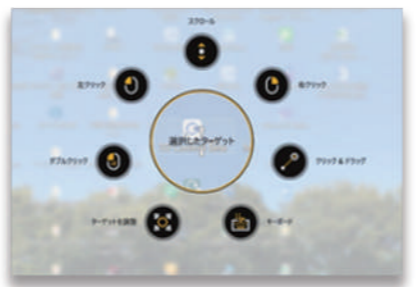 スクロール
左クリック
右クリック
選択したターゲット
ダブルクリック
クリック & ドラッグ
ターゲットを調整
キーボード